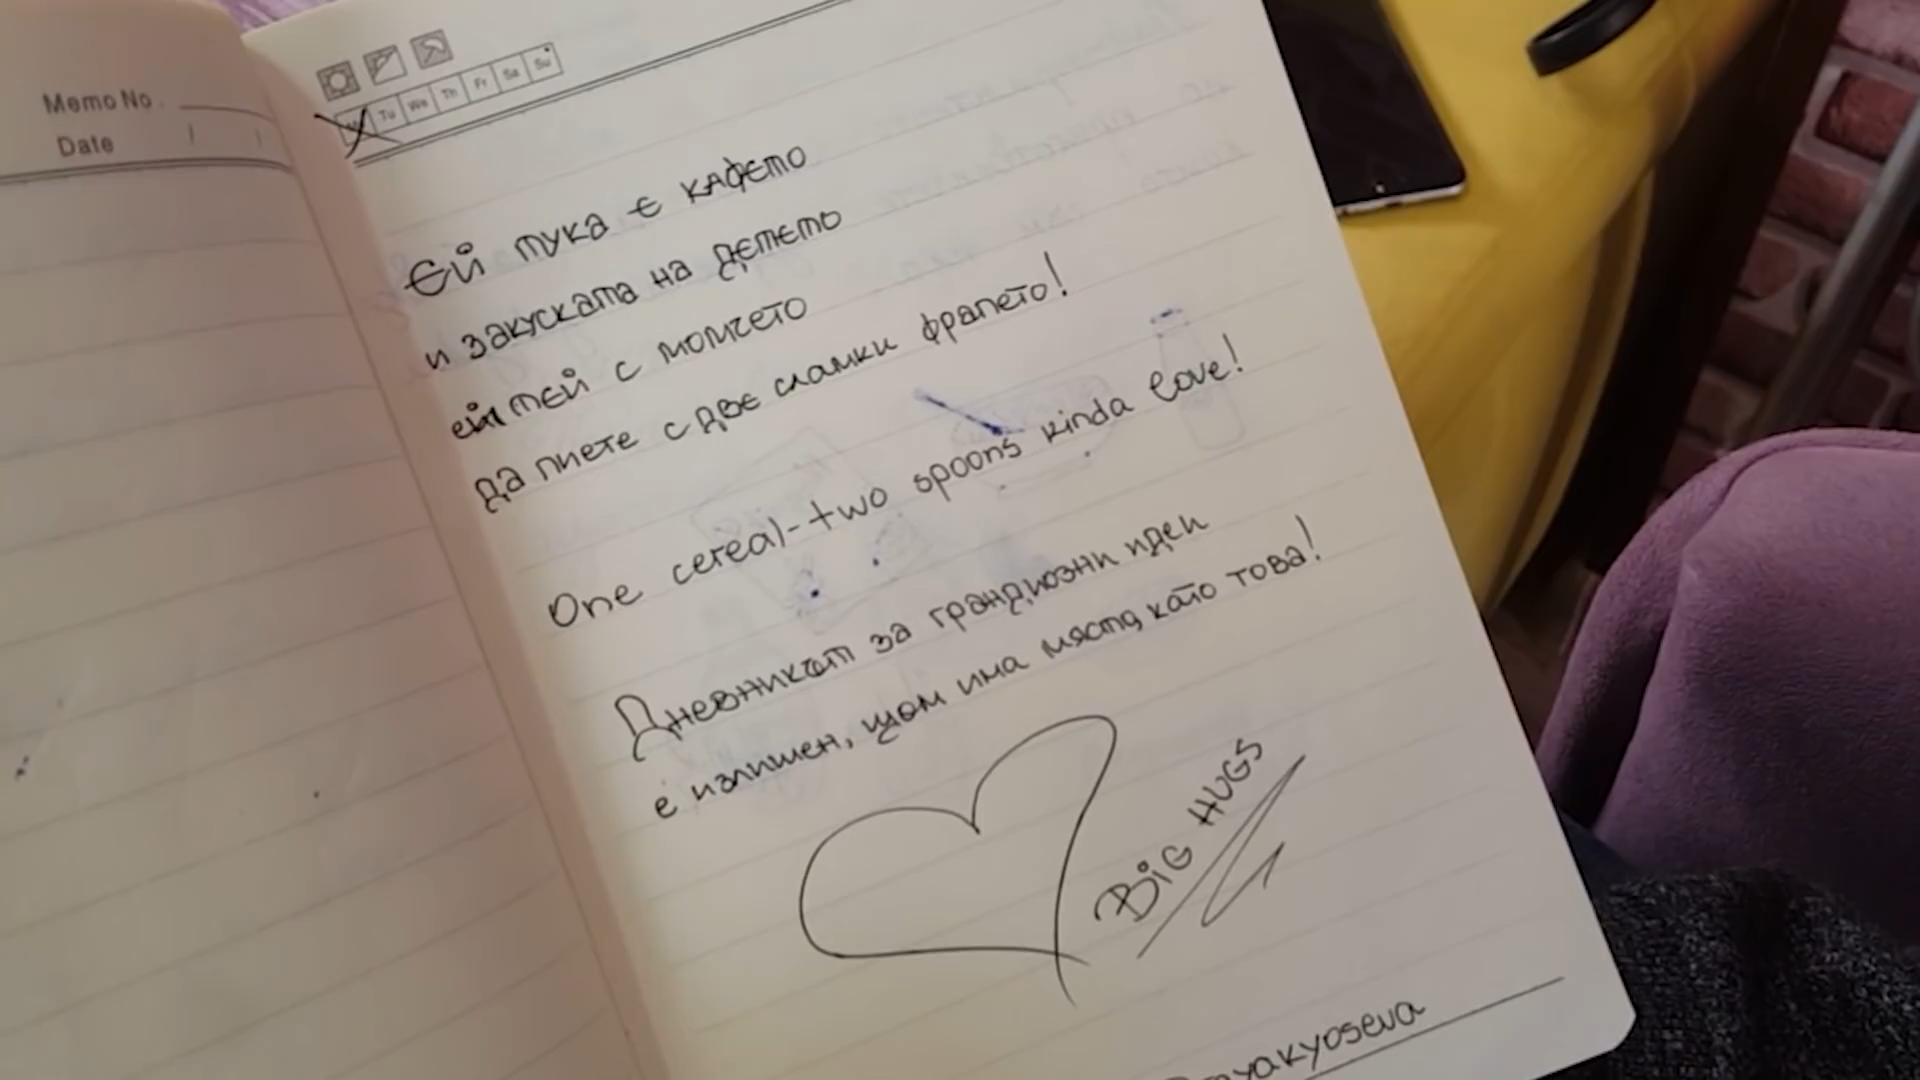 Memo No.
Date / /
Tu We Th Fr Sa Su
Ей тука е кафето
и закуската на детето
ей тей с момчето
да пиете с две сламки фрапето!
One cereal-two spoons kinda love!
Дневникът за грандиозни идеи
е излишен, щом има място като това!
BiG HUGS